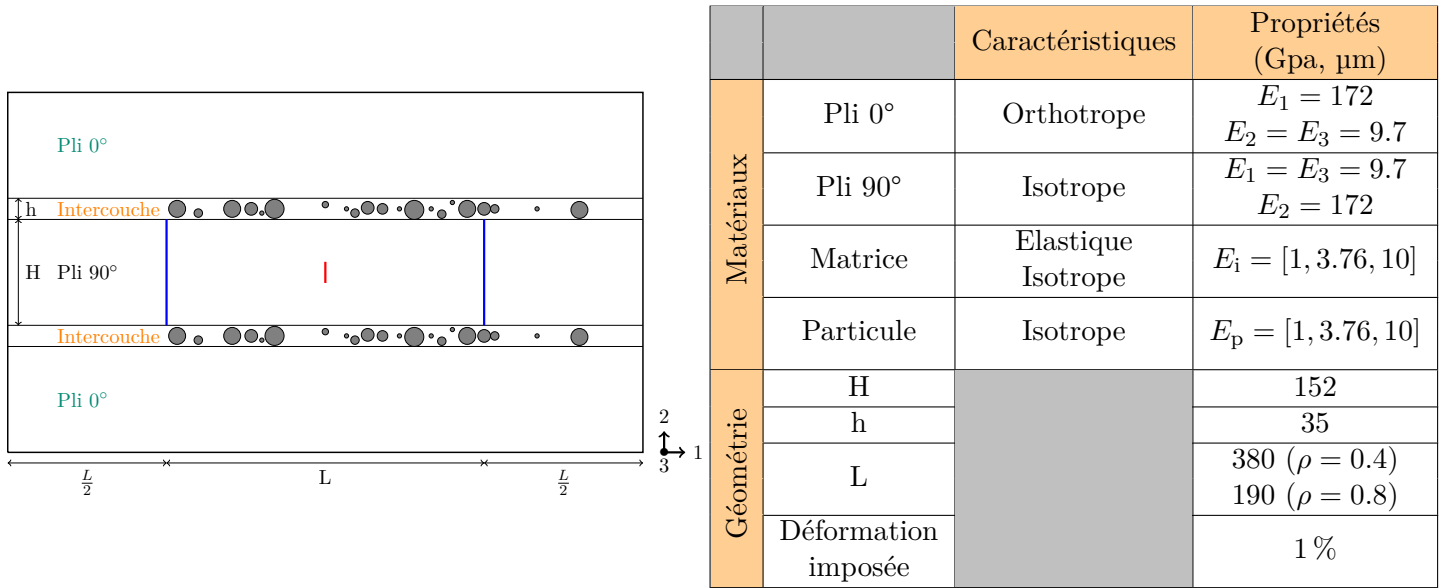 Pli 0°
h
Intercouche
H
Pli 90°
Intercouche
Pli 0°
2
1
3
L/2
L
L/2
Caractéristiques
Propriétés
(Gpa, µm)
Matériaux
Pli 0°
Orthotrope
E₁ = 172
E₂ = E₃ = 9.7
Pli 90°
Isotrope
E₁ = E₃ = 9.7
E₂ = 172
Matrice
Elastique
Isotrope
Eᵢ = [1, 3.76, 10]
Particule
Isotrope
Eₚ = [1, 3.76, 10]
Géométrie
H
152
h
35
L
380 (ρ = 0.4)
190 (ρ = 0.8)
Déformation
imposée
1 %